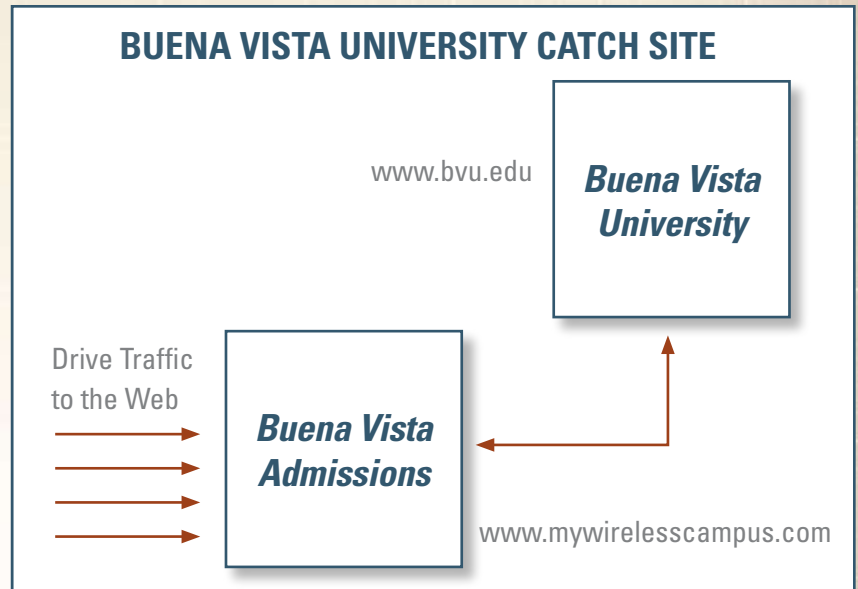 BUENA VISTA UNIVERSITY CATCH SITE
www.bvu.edu
Buena Vista
University
Drive Traffic
to the Web
Buena Vista
Admissions
www.mywirelesscampus.com